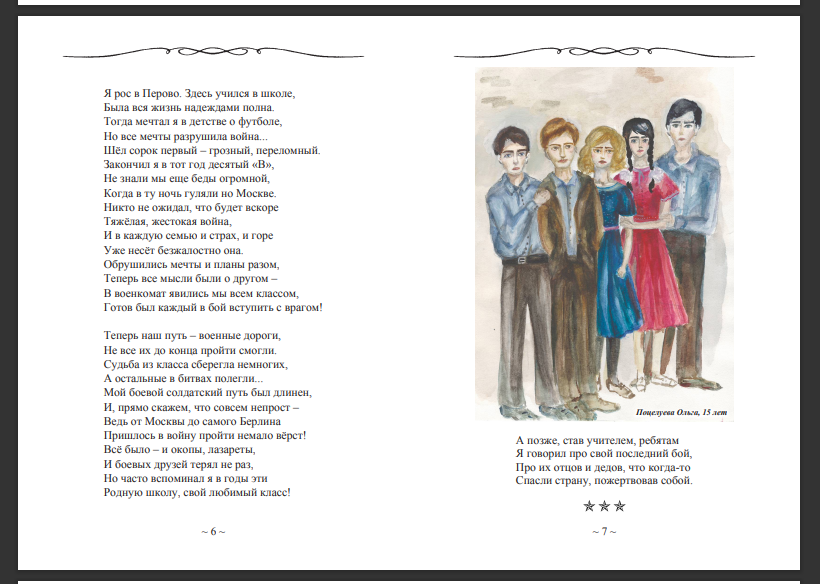 Я рос в Перово. Здесь учился в школе,
Была вся жизнь надеждами полна.
Тогда мечтал я в детстве о футболе,
Но все мечты разрушила война...
Шёл сорок первый – грозный, переломный.
Закончил я в тот год десятый «В»,
Не знали мы еще беды огромной,
Когда в ту ночь гуляли но Москве.
Никто не ожидал, что будет вскоре
Тяжёлая, жестокая война,
И в каждую семью и страх, и горе
Уже несёт безжалостно она.
Обрушились мечты и планы разом,
Теперь все мысли были о другом –
В военкомат явились мы всем классом,
Готов был каждый в бой вступить с врагом!
Теперь наш путь – военные дороги,
Не все их до конца пройти смогли.
Судьба из класса сберегла немногих,
А остальные в битвах полегли...
Мой боевой солдатский путь был длинен,
И, прямо скажем, что совсем непрост –
Ведь от Москвы до самого Берлина
Пришлось в войну пройти немало вёрст!
Всё было – и окопы, лазареты,
И боевых друзей терял не раз,
Но часто вспоминал я в годы эти
Родную школу, свой любимый класс!
~ 6 ~
Поцелуева Ольга, 15 лет
А позже, став учителем, ребятам
Я говорил про свой последний бой,
Про их отцов и дедов, что когда-то
Спасли страну, пожертвовав собой.
~ 7 ~